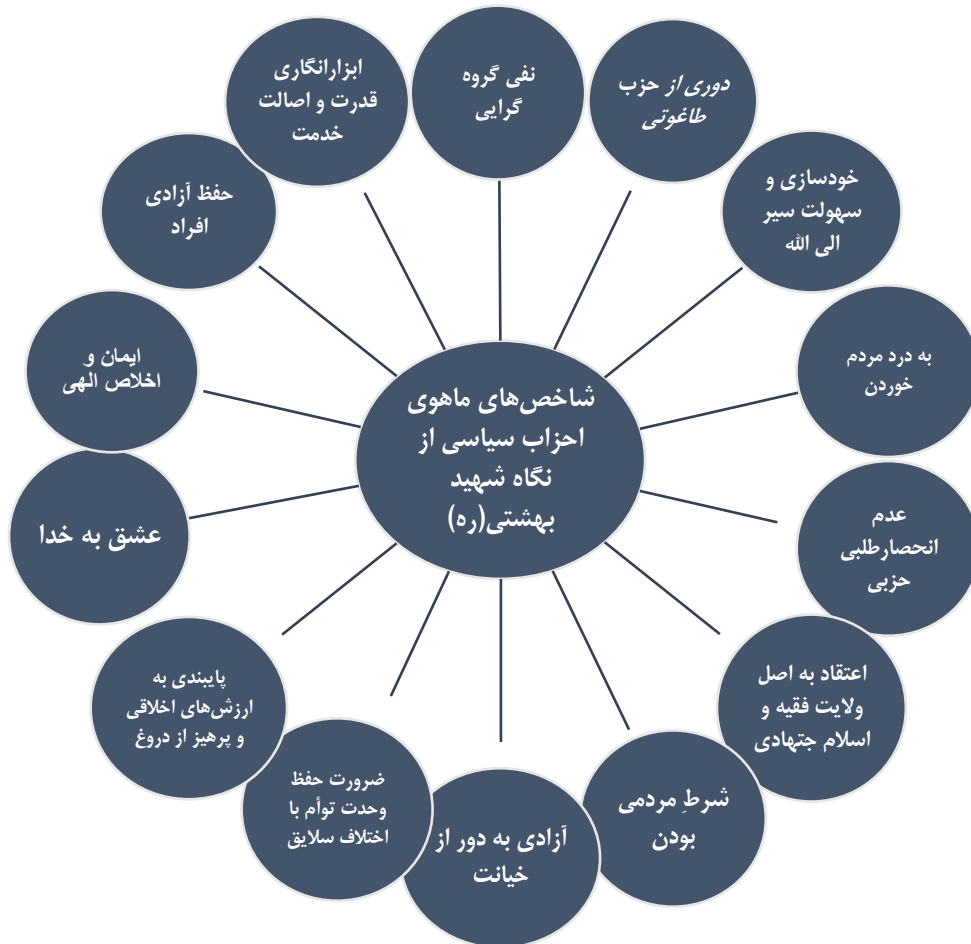 شاخص‌های ماهوی
احزاب سیاسی از
نگاه شهید
بهشتی(ره)
نفی گروه
گرایی
دوری از حزب
طاغوتی
خودسازی و
سهولت سیر
الی الله
به درد مردم
خوردن
عدم
انحصارطلبی
حزبی
اعتقاد به اصل
ولایت فقیه و
اسلام جتهادی
شرطِ مردمی
بودن
آزادی به دور از
خیانت
ضرورت حفظ
وحدت توأم با
اختلاف سلایق
پایبندی به
ارزش‌های اخلاقی
و پرهیز از دروغ
عشق به خدا
ایمان و
اخلاص الهی
حفظ آزادی
افراد
ابزارانگاری
قدرت و اصالت
خدمت